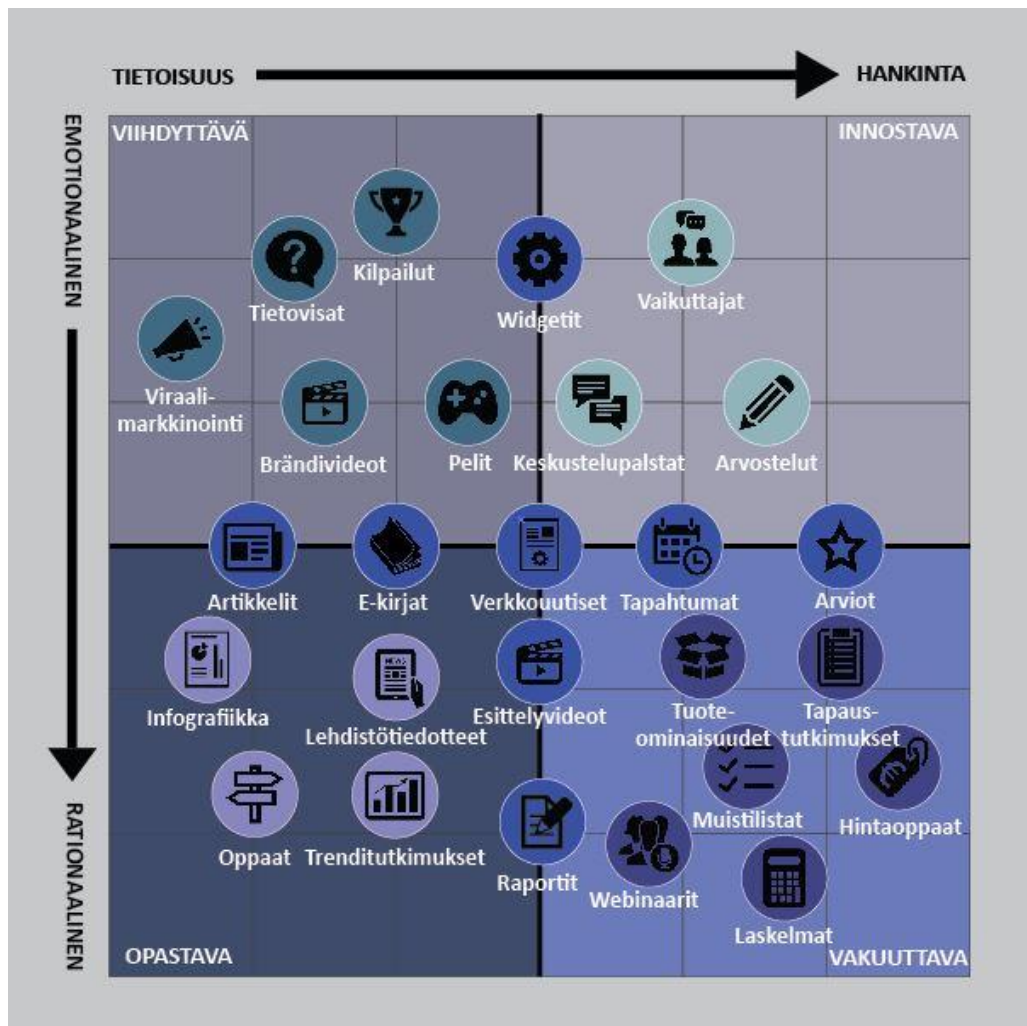 TIETOISUUS
HANKINTA
EMOTIONAALINEN
RATIONAALINEN
VIIHDYTTÄVÄ
INNOSTAVA
Kilpailut
Tietovisat
Widgetit
Vaikuttajat
Viraali-
markkinointi
Brändivideot
Pelit
Keskustelupalstat
Arvostelut
Artikkelit
E-kirjat
Verkkouutiset
Tapahtumat
Arviot
Infografiikka
NEWS
Lehdistötiedotteet
Esittelyvideot
Tuote-
ominaisuudet
Tapaus-
tutkimukset
Oppaat
Trenditutkimukset
Raportit
Muistilistat
Hintaoppaat
Webinaarit
Laskelmat
OPASTAVA
VAKUUTTAVA